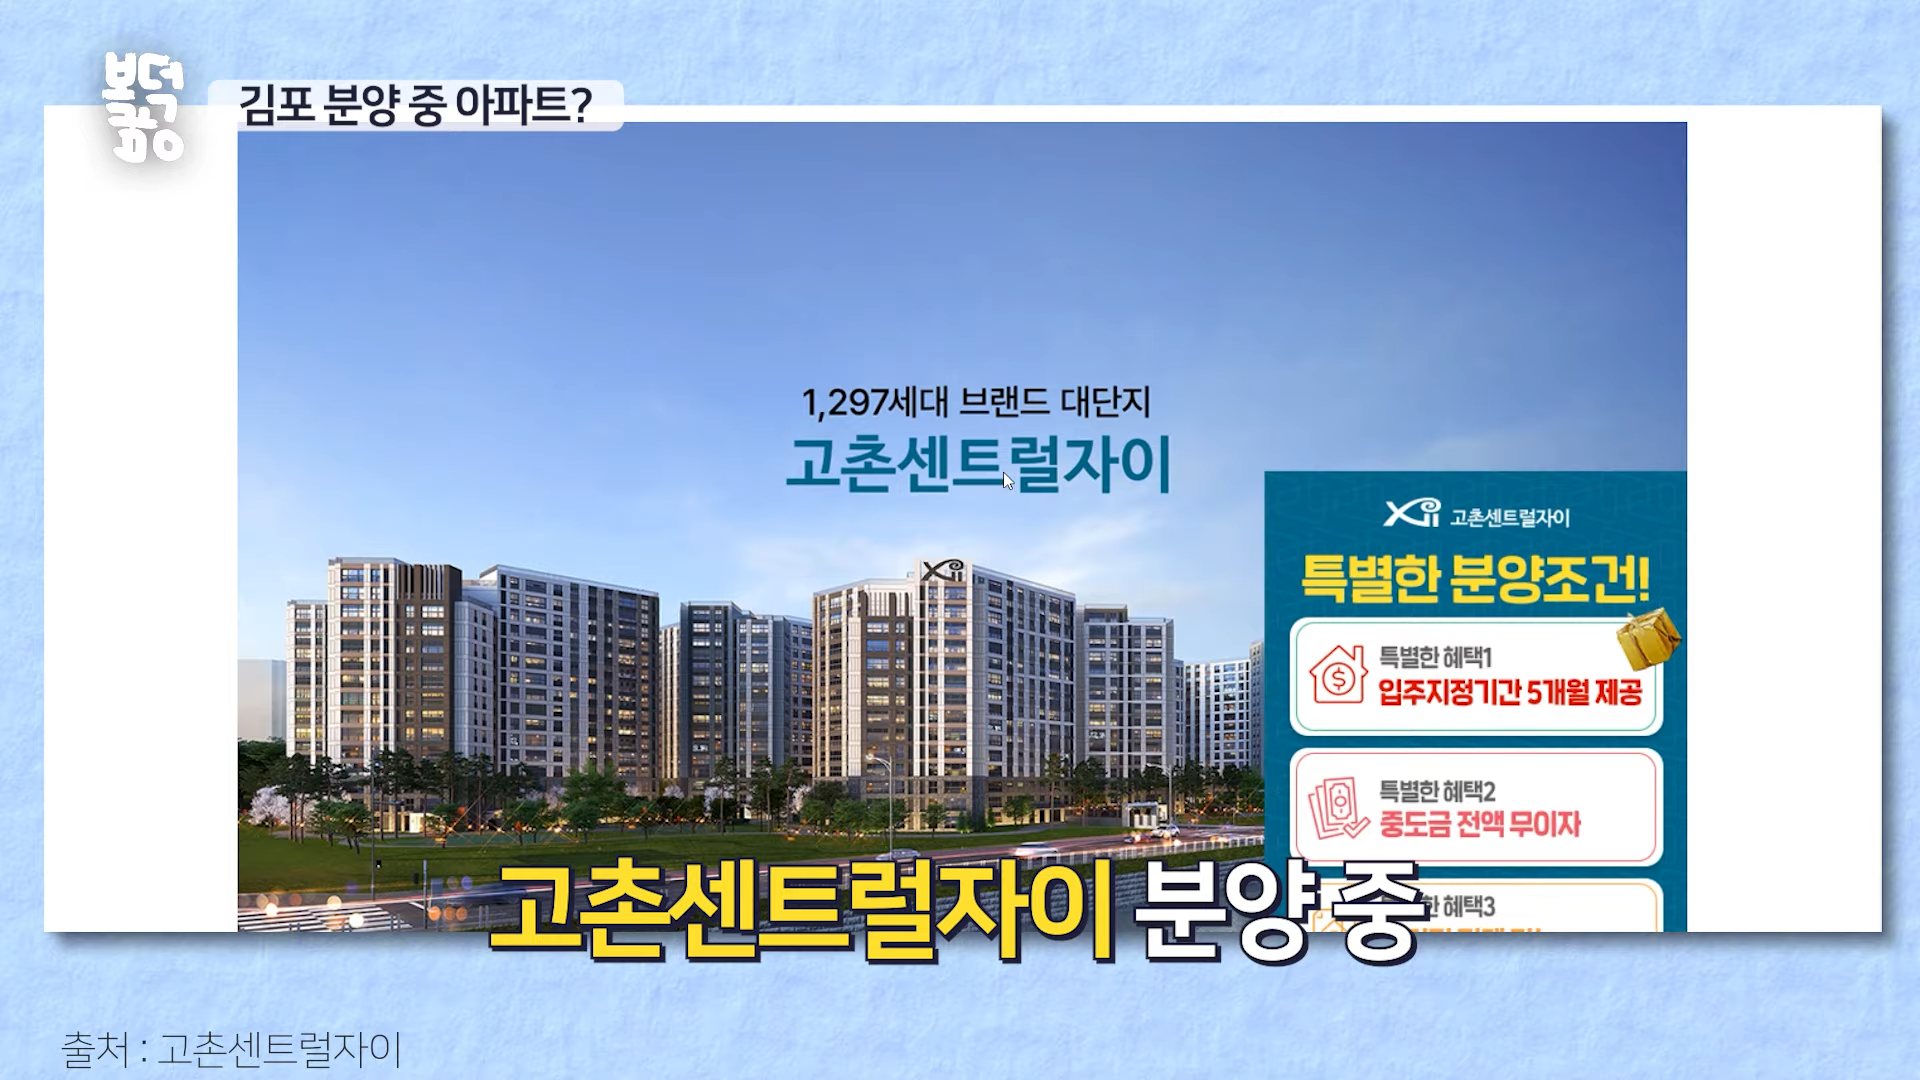 복덕꿍
김포 분양 중 아파트?
1,297세대 브랜드 대단지
고촌센트럴자이
Xii
Xii 고촌센트럴자이
특별한 분양조건!
특별한 혜택1
입주지정기간 5개월 제공
특별한 혜택2
중도금 전액 무이자
한 혜택3
고촌센트럴자이 분양 중
출처 : 고촌센트럴자이